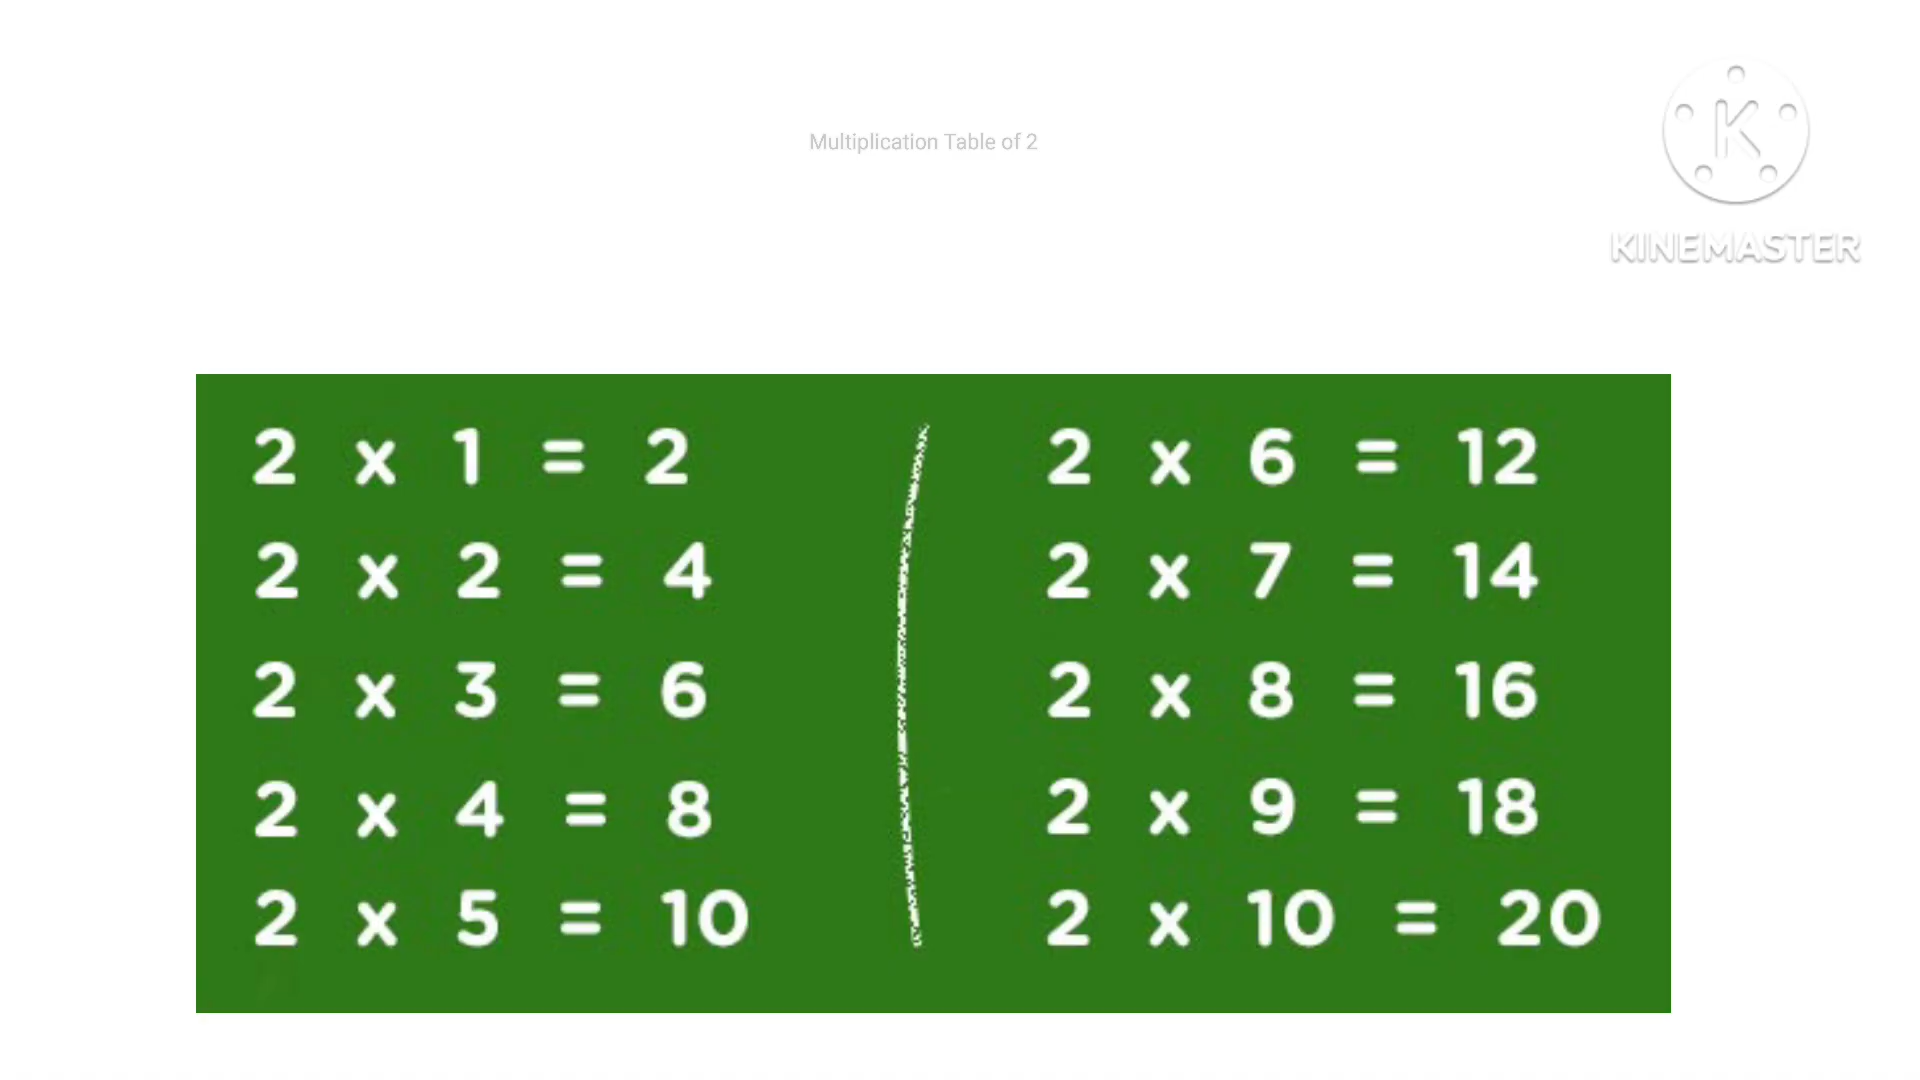 Multiplication Table of 2
K
KINEMASTER
2 x 1 = 2
2 x 2 = 4
2 x 3 = 6
2 x 4 = 8
2 x 5 = 10
2 x 6 = 12
2 x 7 = 14
2 x 8 = 16
2 x 9 = 18
2 x 10 = 20